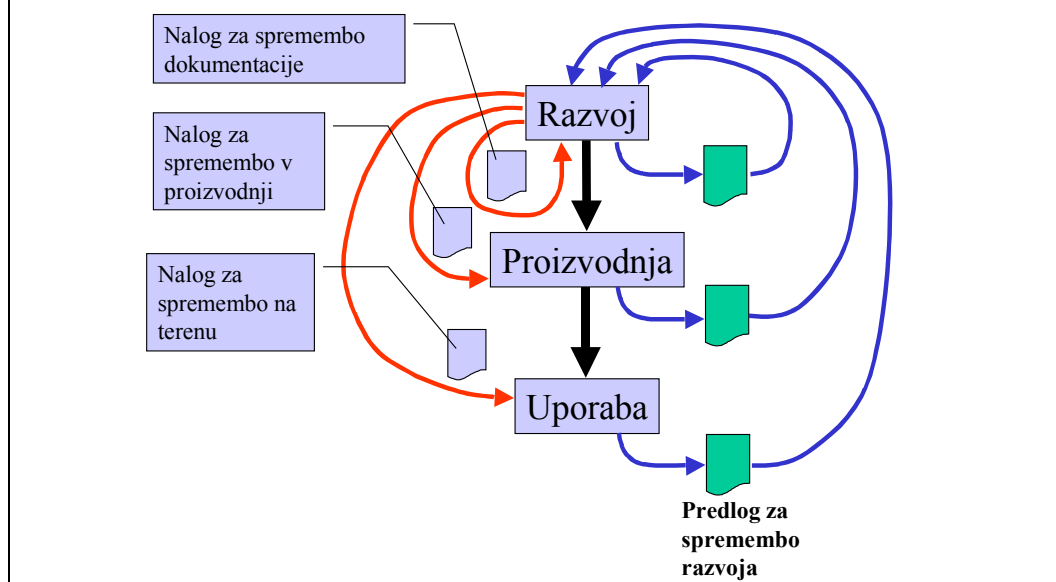 Nalog za spremembo
dokumentacije
Razvoj
Nalog za
spremembo v
proizvodnji
Proizvodnja
Nalog za
spremembo na
terenu
Uporaba
Predlog za
spremembo
razvoja